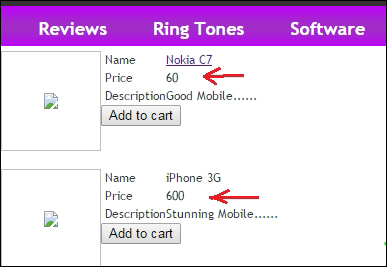 Reviews Ring Tones Software
Name Nokia C7
Price 60
DescriptionGood Mobile......
Add to cart
Name iPhone 3G
Price 600
DescriptionStunning Mobile......
Add to cart